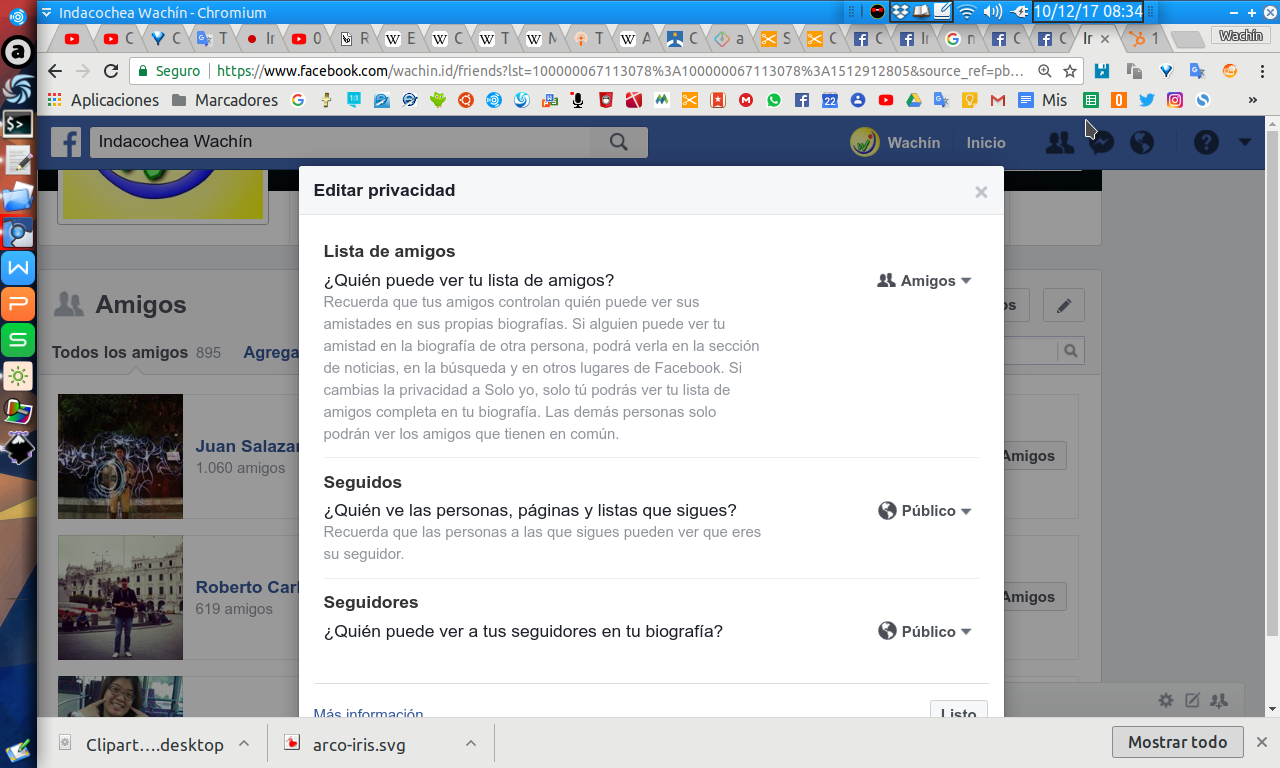 Indacochea Wachín - Chromium
10/12/17 08:34
Wachín
Seguro
https://www.facebook.com/wachin.id/friends?lst=100000067113078%3A100000067113078%3A1512912805&source_ref=pb…
Aplicaciones
Marcadores
Mis
»
Indacochea Wachín
Wachín
Inicio
Editar privacidad
Lista de amigos
¿Quién puede ver tu lista de amigos?
Amigos
Recuerda que tus amigos controlan quién puede ver sus
amistades en sus propias biografías. Si alguien puede ver tu
amistad en la biografía de otra persona, podrá verla en la sección
de noticias, en la búsqueda y en otros lugares de Facebook. Si
cambias la privacidad a Solo yo, solo tú podrás ver tu lista de
amigos completa en tu biografía. Las demás personas solo
podrán ver los amigos que tienen en común.
Seguidos
¿Quién ve las personas, páginas y listas que sigues?
Público
Recuerda que las personas a las que sigues pueden ver que eres
su seguidor.
Seguidores
¿Quién puede ver a tus seguidores en tu biografía?
Público
Más información
Listo
Amigos
Todos los amigos 895
Agrega
Juan Salazar
1.060 amigos
Amigos
Roberto Carl
619 amigos
Amigos
Clipart….desktop
arco-iris.svg
Mostrar todo